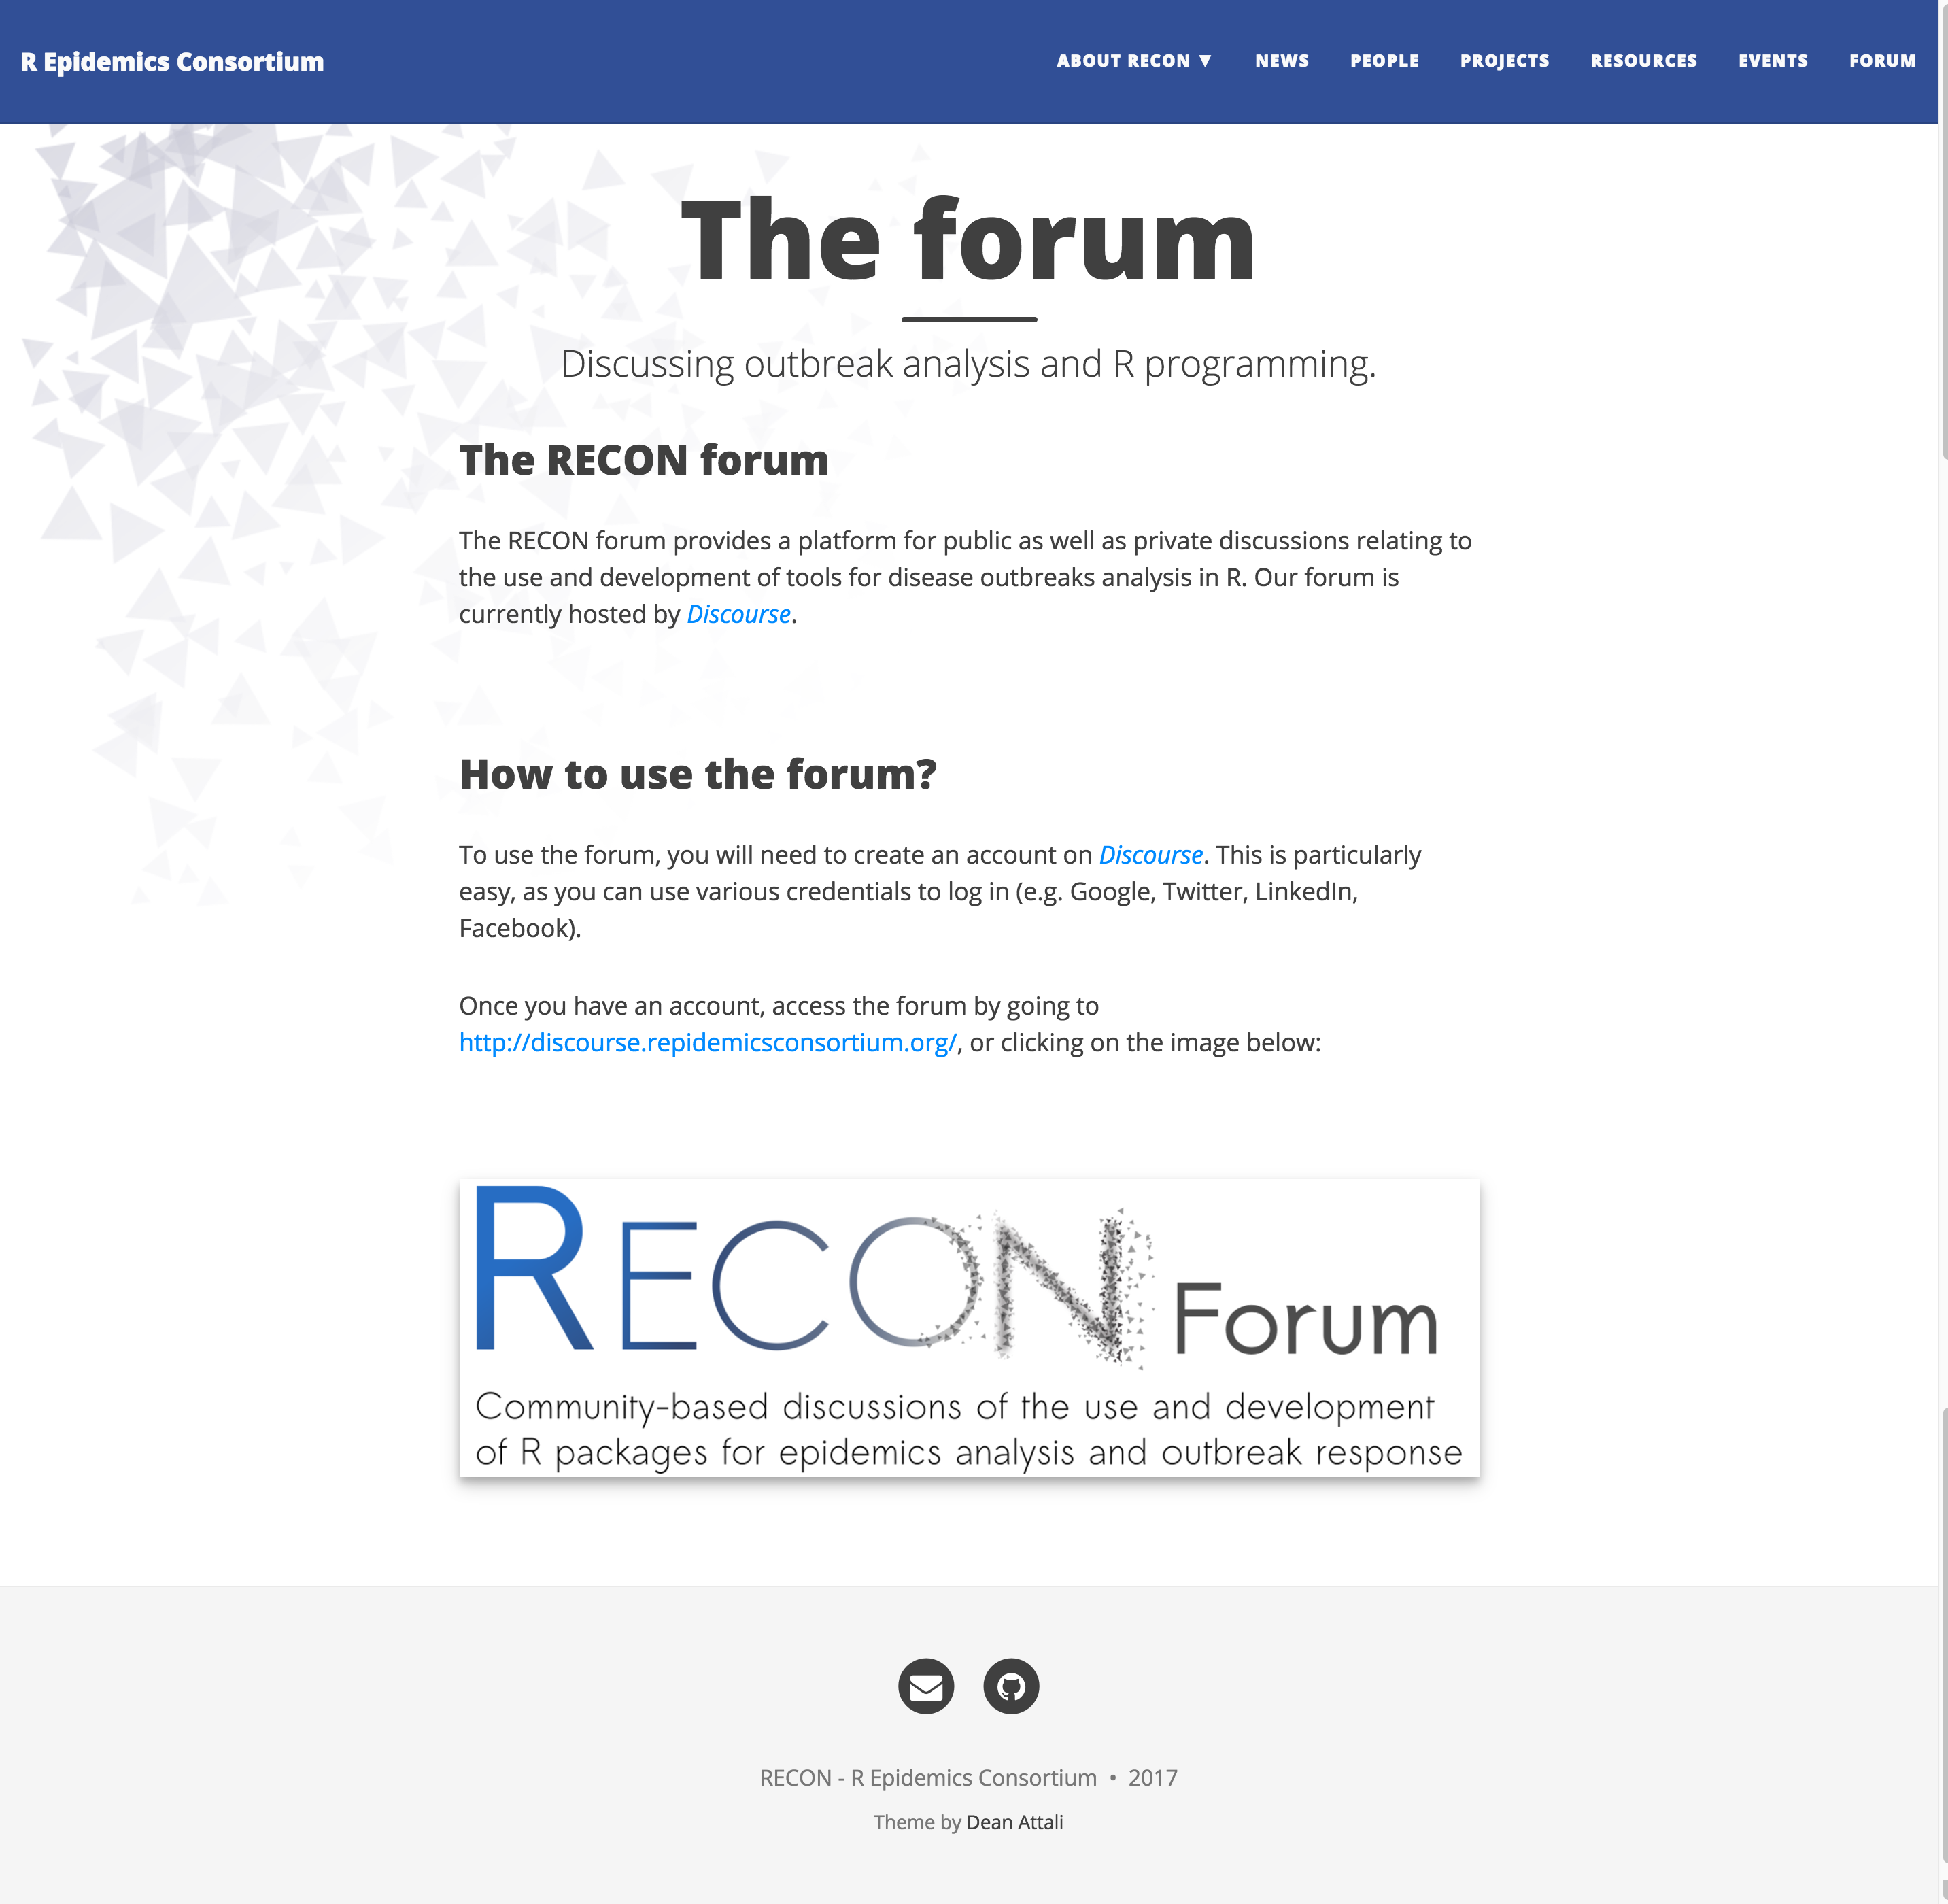 R Epidemics Consortium
ABOUT RECON ▼ NEWS PEOPLE PROJECTS RESOURCES EVENTS FORUM
The forum
Discussing outbreak analysis and R programming.
The RECON forum
The RECON forum provides a platform for public as well as private discussions relating to
the use and development of tools for disease outbreaks analysis in R. Our forum is
currently hosted by Discourse.
How to use the forum?
To use the forum, you will need to create an account on Discourse. This is particularly
easy, as you can use various credentials to log in (e.g. Google, Twitter, LinkedIn,
Facebook).
Once you have an account, access the forum by going to
http://discourse.repidemicsconsortium.org/, or clicking on the image below:
RECON Forum
Community-based discussions of the use and development
of R packages for epidemics analysis and outbreak response
RECON - R Epidemics Consortium • 2017
Theme by Dean Attali